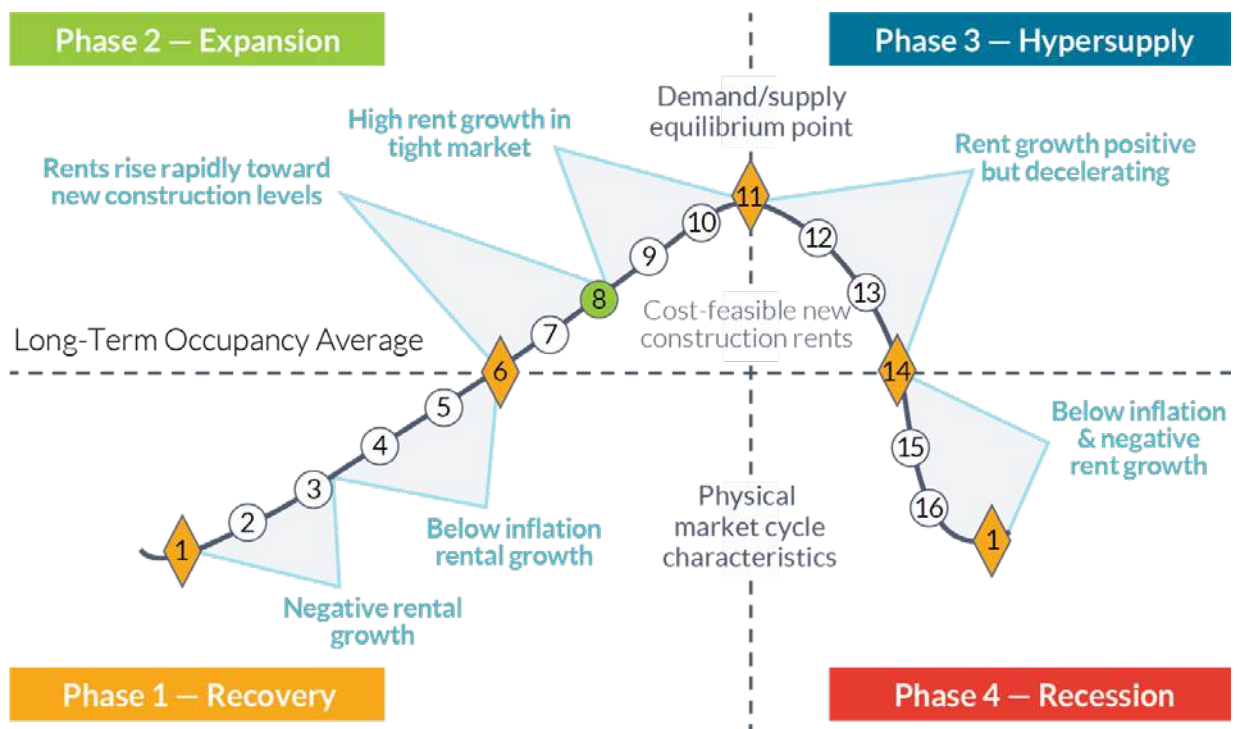 Phase 2 — Expansion
Phase 3 — Hypersupply
Demand/supply
equilibrium point
High rent growth in
tight market
Rent growth positive
but decelerating
Rents rise rapidly toward
new construction levels
11
10
12
9
13
8
Cost-feasible new
construction rents
7
Long-Term Occupancy Average
6
14
5
Below inflation
& negative
rent growth
4
15
3
Physical
market cycle
characteristics
16
2
Below inflation
rental growth
1
1
Negative rental
growth
Phase 1 — Recovery
Phase 4 — Recession